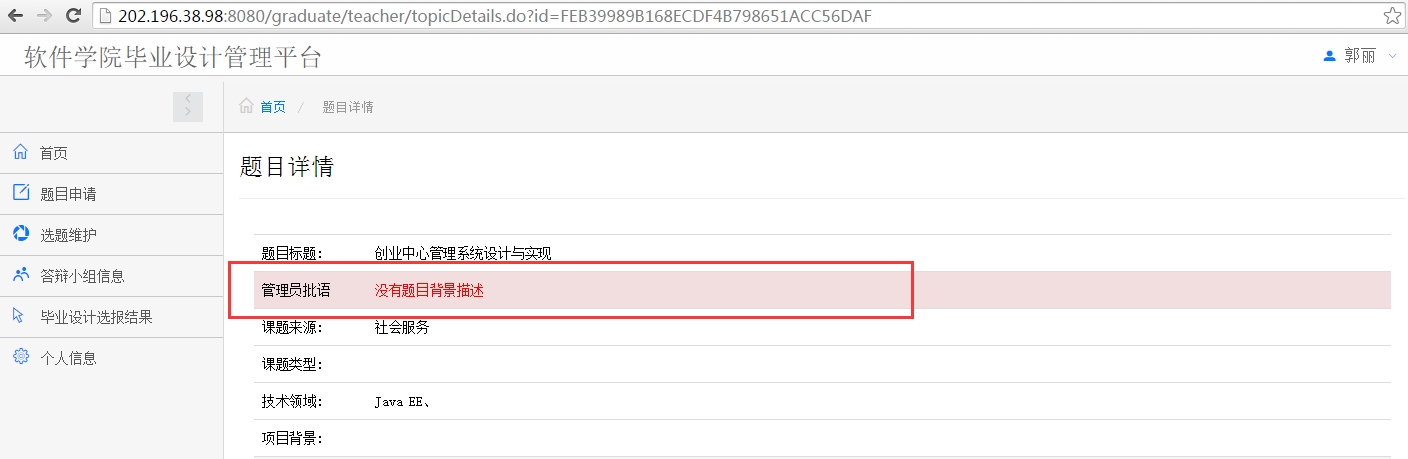 202.196.38.98:8080/graduate/teacher/topicDetails.do?id=FEB39989B168ECDF4B798651ACC56DAF
软件学院毕业设计管理平台
郭丽
首页 / 题目详情
首页
题目申请
选题维护
答辩小组信息
毕业设计选报结果
个人信息
题目详情
题目标题: 创业中心管理系统设计与实现
管理员批语 没有题目背景描述
课题来源: 社会服务
课题类型:
技术领域: Java EE、
项目背景: